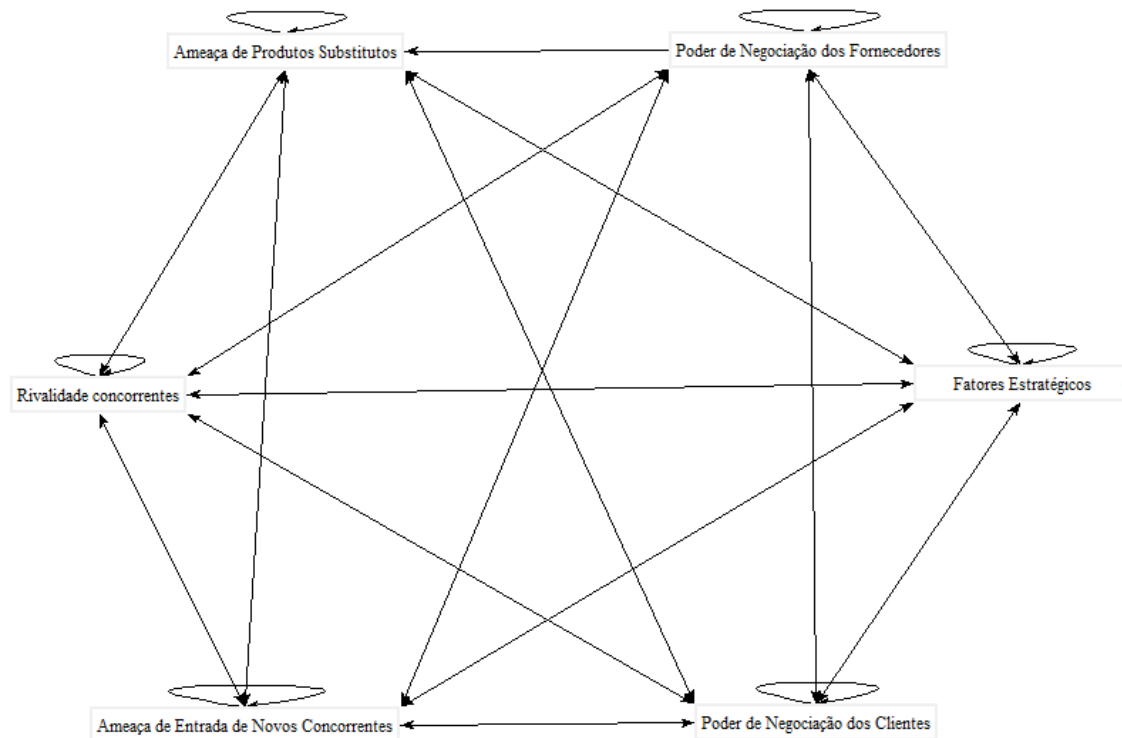 Ameaça de Produtos Substitutos
Poder de Negociação dos Fornecedores
Rivalidade concorrentes
Fatores Estratégicos
Ameaça de Entrada de Novos Concorrentes
Poder de Negociação dos Clientes